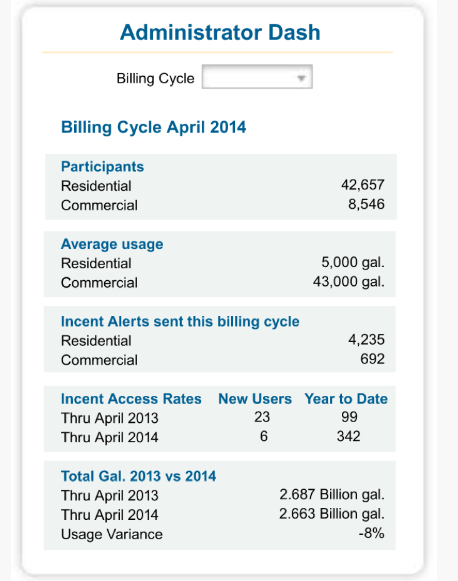 Administrator Dash
Billing Cycle
Billing Cycle April 2014
Participants
Residential 42,657
Commercial 8,546
Average usage
Residential 5,000 gal.
Commercial 43,000 gal.
Incent Alerts sent this billing cycle
Residential 4,235
Commercial 692
Incent Access Rates New Users Year to Date
Thru April 2013 23 99
Thru April 2014 6 342
Total Gal. 2013 vs 2014
Thru April 2013 2.687 Billion gal.
Thru April 2014 2.663 Billion gal.
Usage Variance -8%